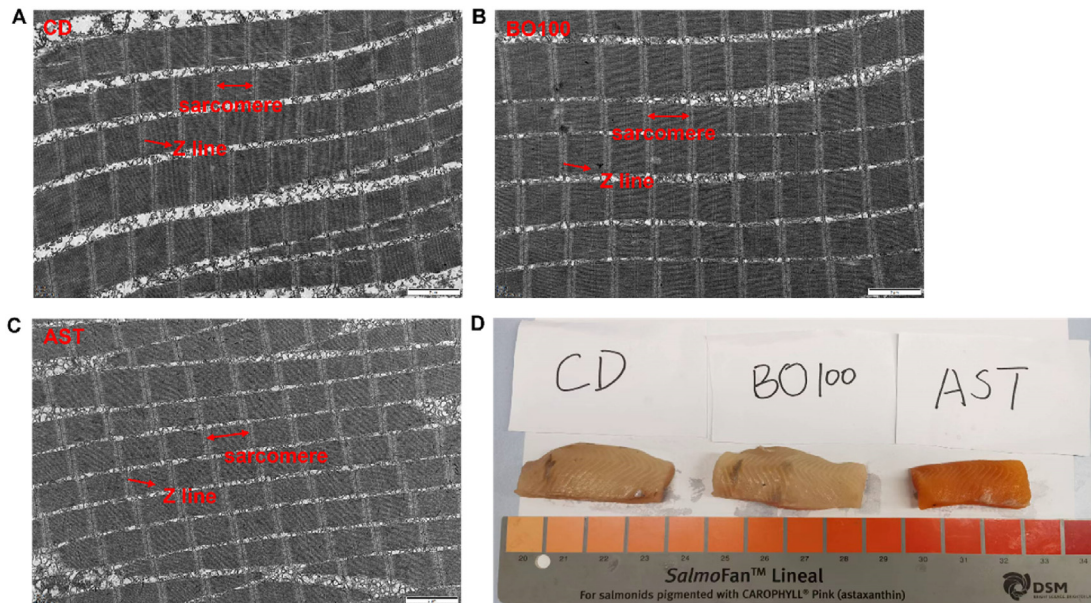 A
CD
sarcomere
Z line
B
BO100
sarcomere
Z line
C
AST
sarcomere
Z line
D
CD
BO100
AST
20 21 22 23 24 25 26 27 28 29 30 31 32 33 34
SalmoFan™ Lineal
For salmonids pigmented with CAROPHYLL® Pink (astaxanthin)
DSM